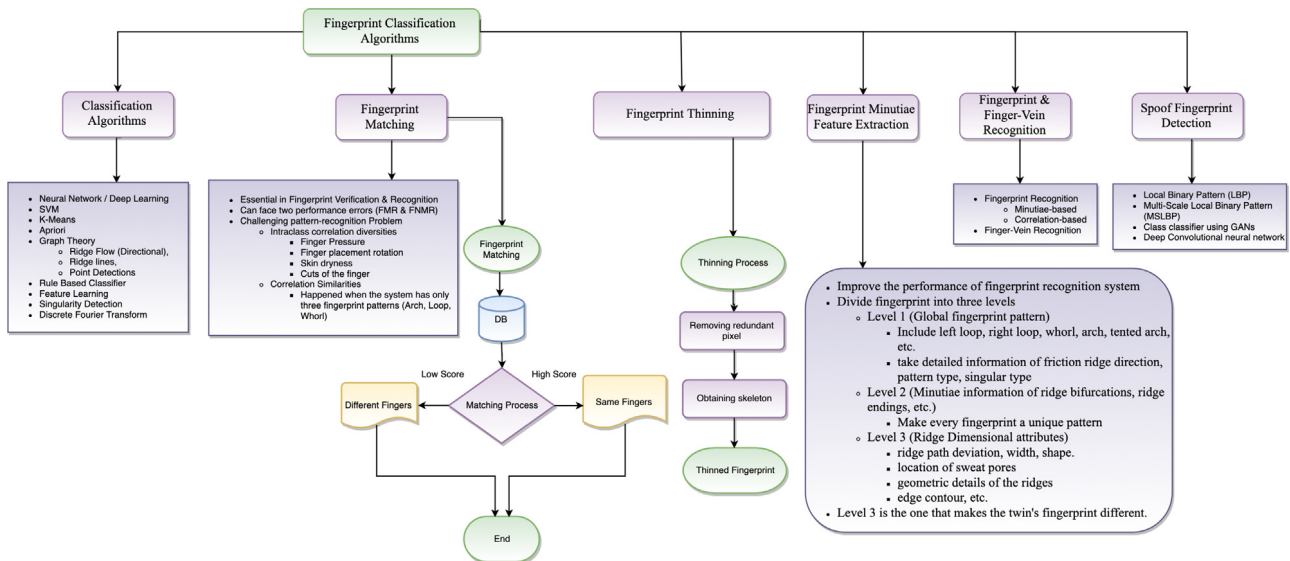 Fingerprint Classification
Algorithms
Classification
Algorithms
Neural Network / Deep Learning
SVM
K-Means
Apriori
Graph Theory
Ridge Flow (Directional),
Ridge lines,
Point Detections
Rule Based Classifier
Feature Learning
Singularity Detection
Discrete Fourier Transform
Fingerprint
Matching
Essential in Fingerprint Verification & Recognition
Can face two performance errors (FMR & FNMR)
Challenging pattern-recognition Problem
Intraclass correlation diversities
Finger Pressure
Finger placement rotation
Skin dryness
Cuts of the finger
Correlation Similarities
Happened when the system has only
three fingerprint patterns (Arch, Loop,
Whorl)
Fingerprint
Matching
DB
Low Score
High Score
Different Fingers
Matching Process
Same Fingers
End
Fingerprint Thinning
Thinning Process
Removing redundant
pixel
Obtaining skeleton
Thinned Fingerprint
Fingerprint Minutiae
Feature Extraction
Improve the performance of fingerprint recognition system
Divide fingerprint into three levels
Level 1 (Global fingerprint pattern)
Include left loop, right loop, whorl, arch, tented arch,
etc.
take detailed information of friction ridge direction,
pattern type, singular type
Level 2 (Minutiae information of ridge bifurcations, ridge
endings, etc.)
Make every fingerprint a unique pattern
Level 3 (Ridge Dimensional attributes)
ridge path deviation, width, shape.
location of sweat pores
geometric details of the ridges
edge contour, etc.
Level 3 is the one that makes the twin's fingerprint different.
Fingerprint &
Finger-Vein
Recognition
Fingerprint Recognition
Minutiae-based
Correlation-based
Finger-Vein Recognition
Spoof Fingerprint
Detection
Local Binary Pattern (LBP)
Multi-Scale Local Binary Pattern
(MSLBP)
Class classifier using GANs
Deep Convolutional neural network